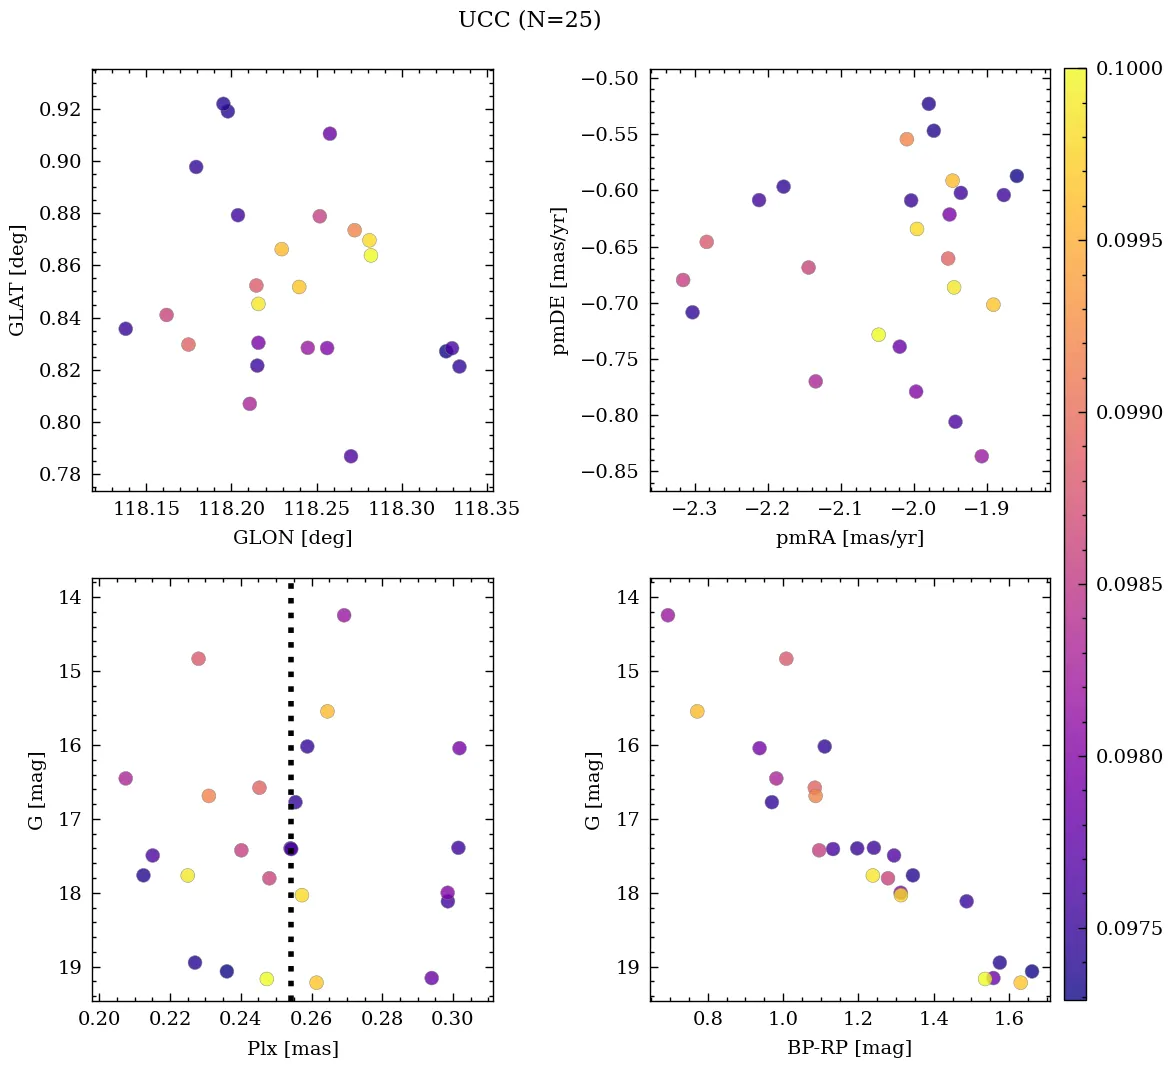 UCC (N=25)
0.92
0.90
0.88
0.86
0.84
0.82
0.80
0.78
GLAT [deg]
118.15 118.20 118.25 118.30 118.35
GLON [deg]
−0.50
−0.55
−0.60
−0.65
−0.70
−0.75
−0.80
−0.85
pmDE [mas/yr]
−2.3 −2.2 −2.1 −2.0 −1.9
pmRA [mas/yr]
0.1000
0.0995
0.0990
0.0985
0.0980
0.0975
14
15
16
17
18
19
G [mag]
0.20 0.22 0.24 0.26 0.28 0.30
Plx [mas]
14
15
16
17
18
19
G [mag]
0.8 1.0 1.2 1.4 1.6
BP-RP [mag]